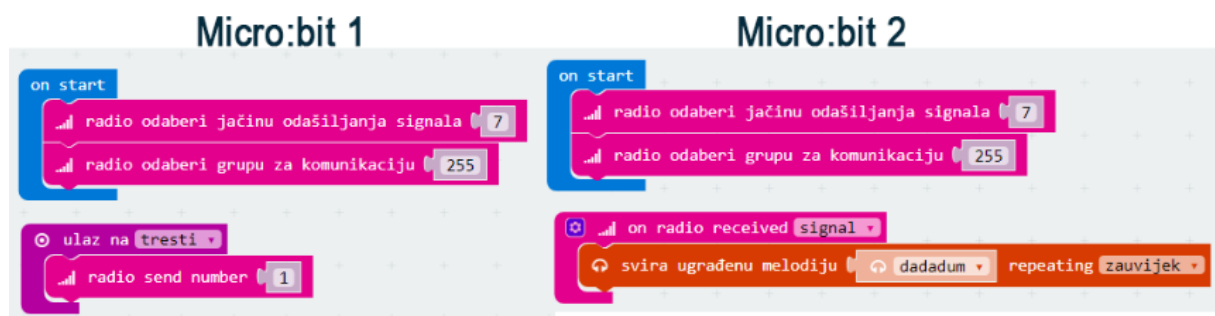 Micro:bit 1
on start
radio odaberi jačinu odašiljanja signala 7
radio odaberi grupu za komunikaciju 255
ulaz na tresti
radio send number 1
Micro:bit 2
on start
radio odaberi jačinu odašiljanja signala 7
radio odaberi grupu za komunikaciju 255
on radio received signal
svira ugrađenu melodiju dadadum repeating zauvijek